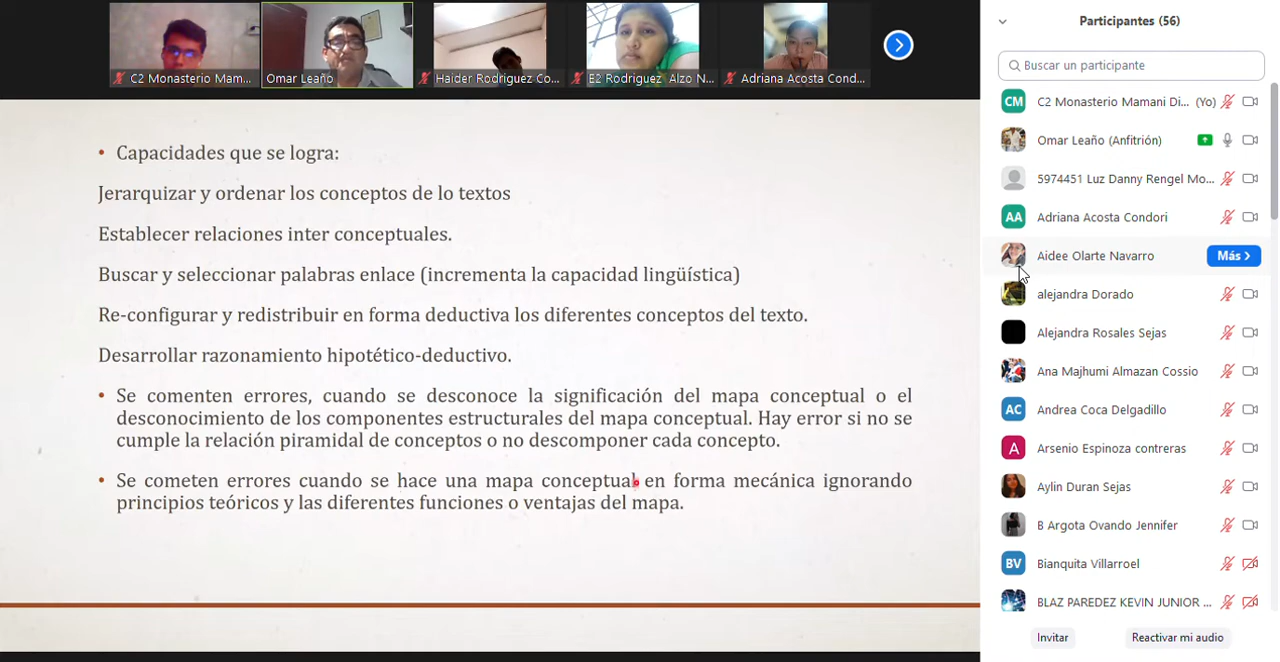 C2 Monasterio Mam...
Omar Leaño
Haider Rodriguez Co...
E2 Rodriguez Alzo N...
Adriana Acosta Cond...
• Capacidades que se logra:
Jerarquizar y ordenar los conceptos de lo textos
Establecer relaciones inter conceptuales.
Buscar y seleccionar palabras enlace (incrementa la capacidad lingüística)
Re-configurar y redistribuir en forma deductiva los diferentes conceptos del texto.
Desarrollar razonamiento hipotético-deductivo.
• Se comenten errores, cuando se desconoce la significación del mapa conceptual o el
desconocimiento de los componentes estructurales del mapa conceptual. Hay error si no se
cumple la relación piramidal de conceptos o no descomponer cada concepto.
• Se cometen errores cuando se hace una mapa conceptual en forma mecánica ignorando
principios teóricos y las diferentes funciones o ventajas del mapa.
Participantes (56)
Buscar un participante
CM C2 Monasterio Mamani Di... (Yo)
Omar Leaño (Anfitrión)
5974451 Luz Danny Rengel Mo...
AA Adriana Acosta Condori
Aidee Olarte Navarro Más >
alejandra Dorado
Alejandra Rosales Sejas
Ana Majhumi Almazan Cossio
AC Andrea Coca Delgadillo
A Arsenio Espinoza contreras
Aylin Duran Sejas
B Argota Ovando Jennifer
BV Bianquita Villarroel
BLAZ PAREDEZ KEVIN JUNIOR ...
Invitar Reactivar mi audio